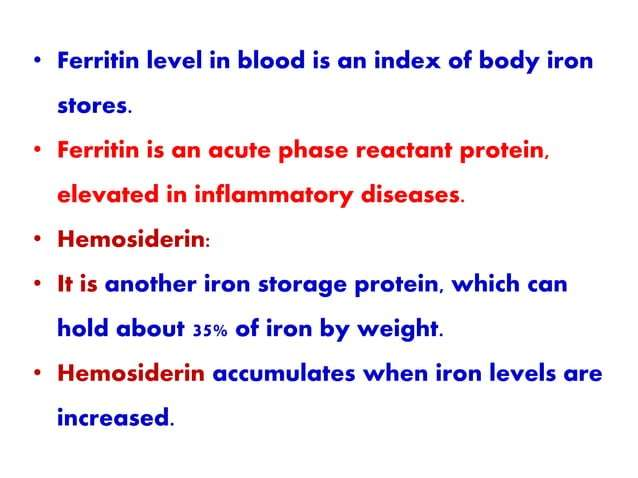 • Ferritin level in blood is an index of body iron
stores.
• Ferritin is an acute phase reactant protein,
elevated in inflammatory diseases.
• Hemosiderin:
• It is another iron storage protein, which can
hold about 35% of iron by weight.
• Hemosiderin accumulates when iron levels are
increased.